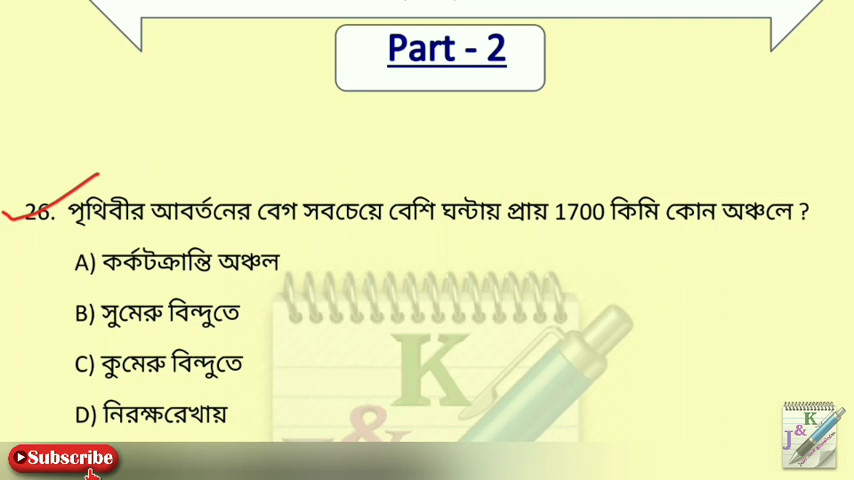 Part - 2
26. পৃথিবীর আবর্তনের বেগ সবচেয়ে বেশি ঘন্টায় প্রায় 1700 কিমি কোন অঞ্চলে ?
A) কর্কটক্রান্তি অঞ্চল
B) সুমেরু বিন্দুতে
C) কুমেরু বিন্দুতে
D) নিরক্ষরেখায়
J & K
J & K
Subscribe